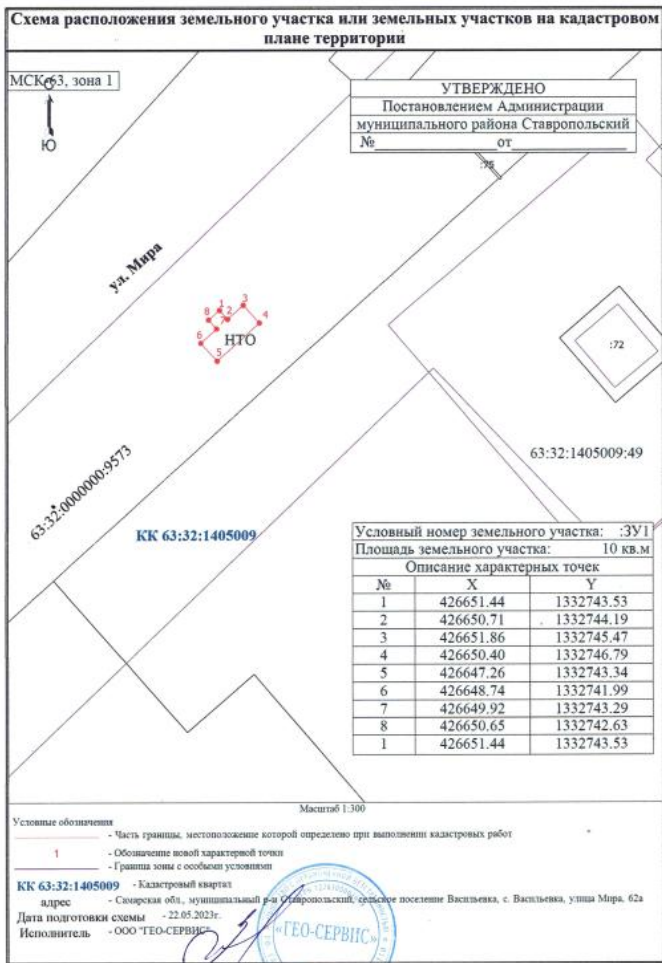 Схема расположения земельного участка или земельных участков на кадастровом
плане территории
МСК-63, зона 1
С
Ю
УТВЕРЖДЕНО
Постановлением Администрации
муниципального района Ставропольский
№ от
:75
ул. Мира
1
2
3
4
5
6
7
8
НТО
:72
63:32:0000000:9573
63:32:1405009:49
КК 63:32:1405009
Условный номер земельного участка: :ЗУ1
Площадь земельного участка: 10 кв.м
Описание характерных точек
№ X Y
1 426651.44 1332743.53
2 426650.71 1332744.19
3 426651.86 1332745.47
4 426650.40 1332746.79
5 426647.26 1332743.34
6 426648.74 1332741.99
7 426649.92 1332743.29
8 426650.65 1332742.63
1 426651.44 1332743.53
Масштаб 1:300
Условные обозначения
- Часть границы, местоположение которой определено при выполнении кадастровых работ
1 - Обозначение новой характерной точки
- Граница зоны с особыми условиями
КК 63:32:1405009 - Кадастровый квартал
адрес - Самарская обл., муниципальный р-н Ставропольский, сельское поселение Васильевка, с. Васильевка, улица Мира, 62а
Дата подготовки схемы - 22.05.2023г.
Исполнитель - ООО "ГЕО-СЕРВИС"
«ГЕО-СЕРВИС»